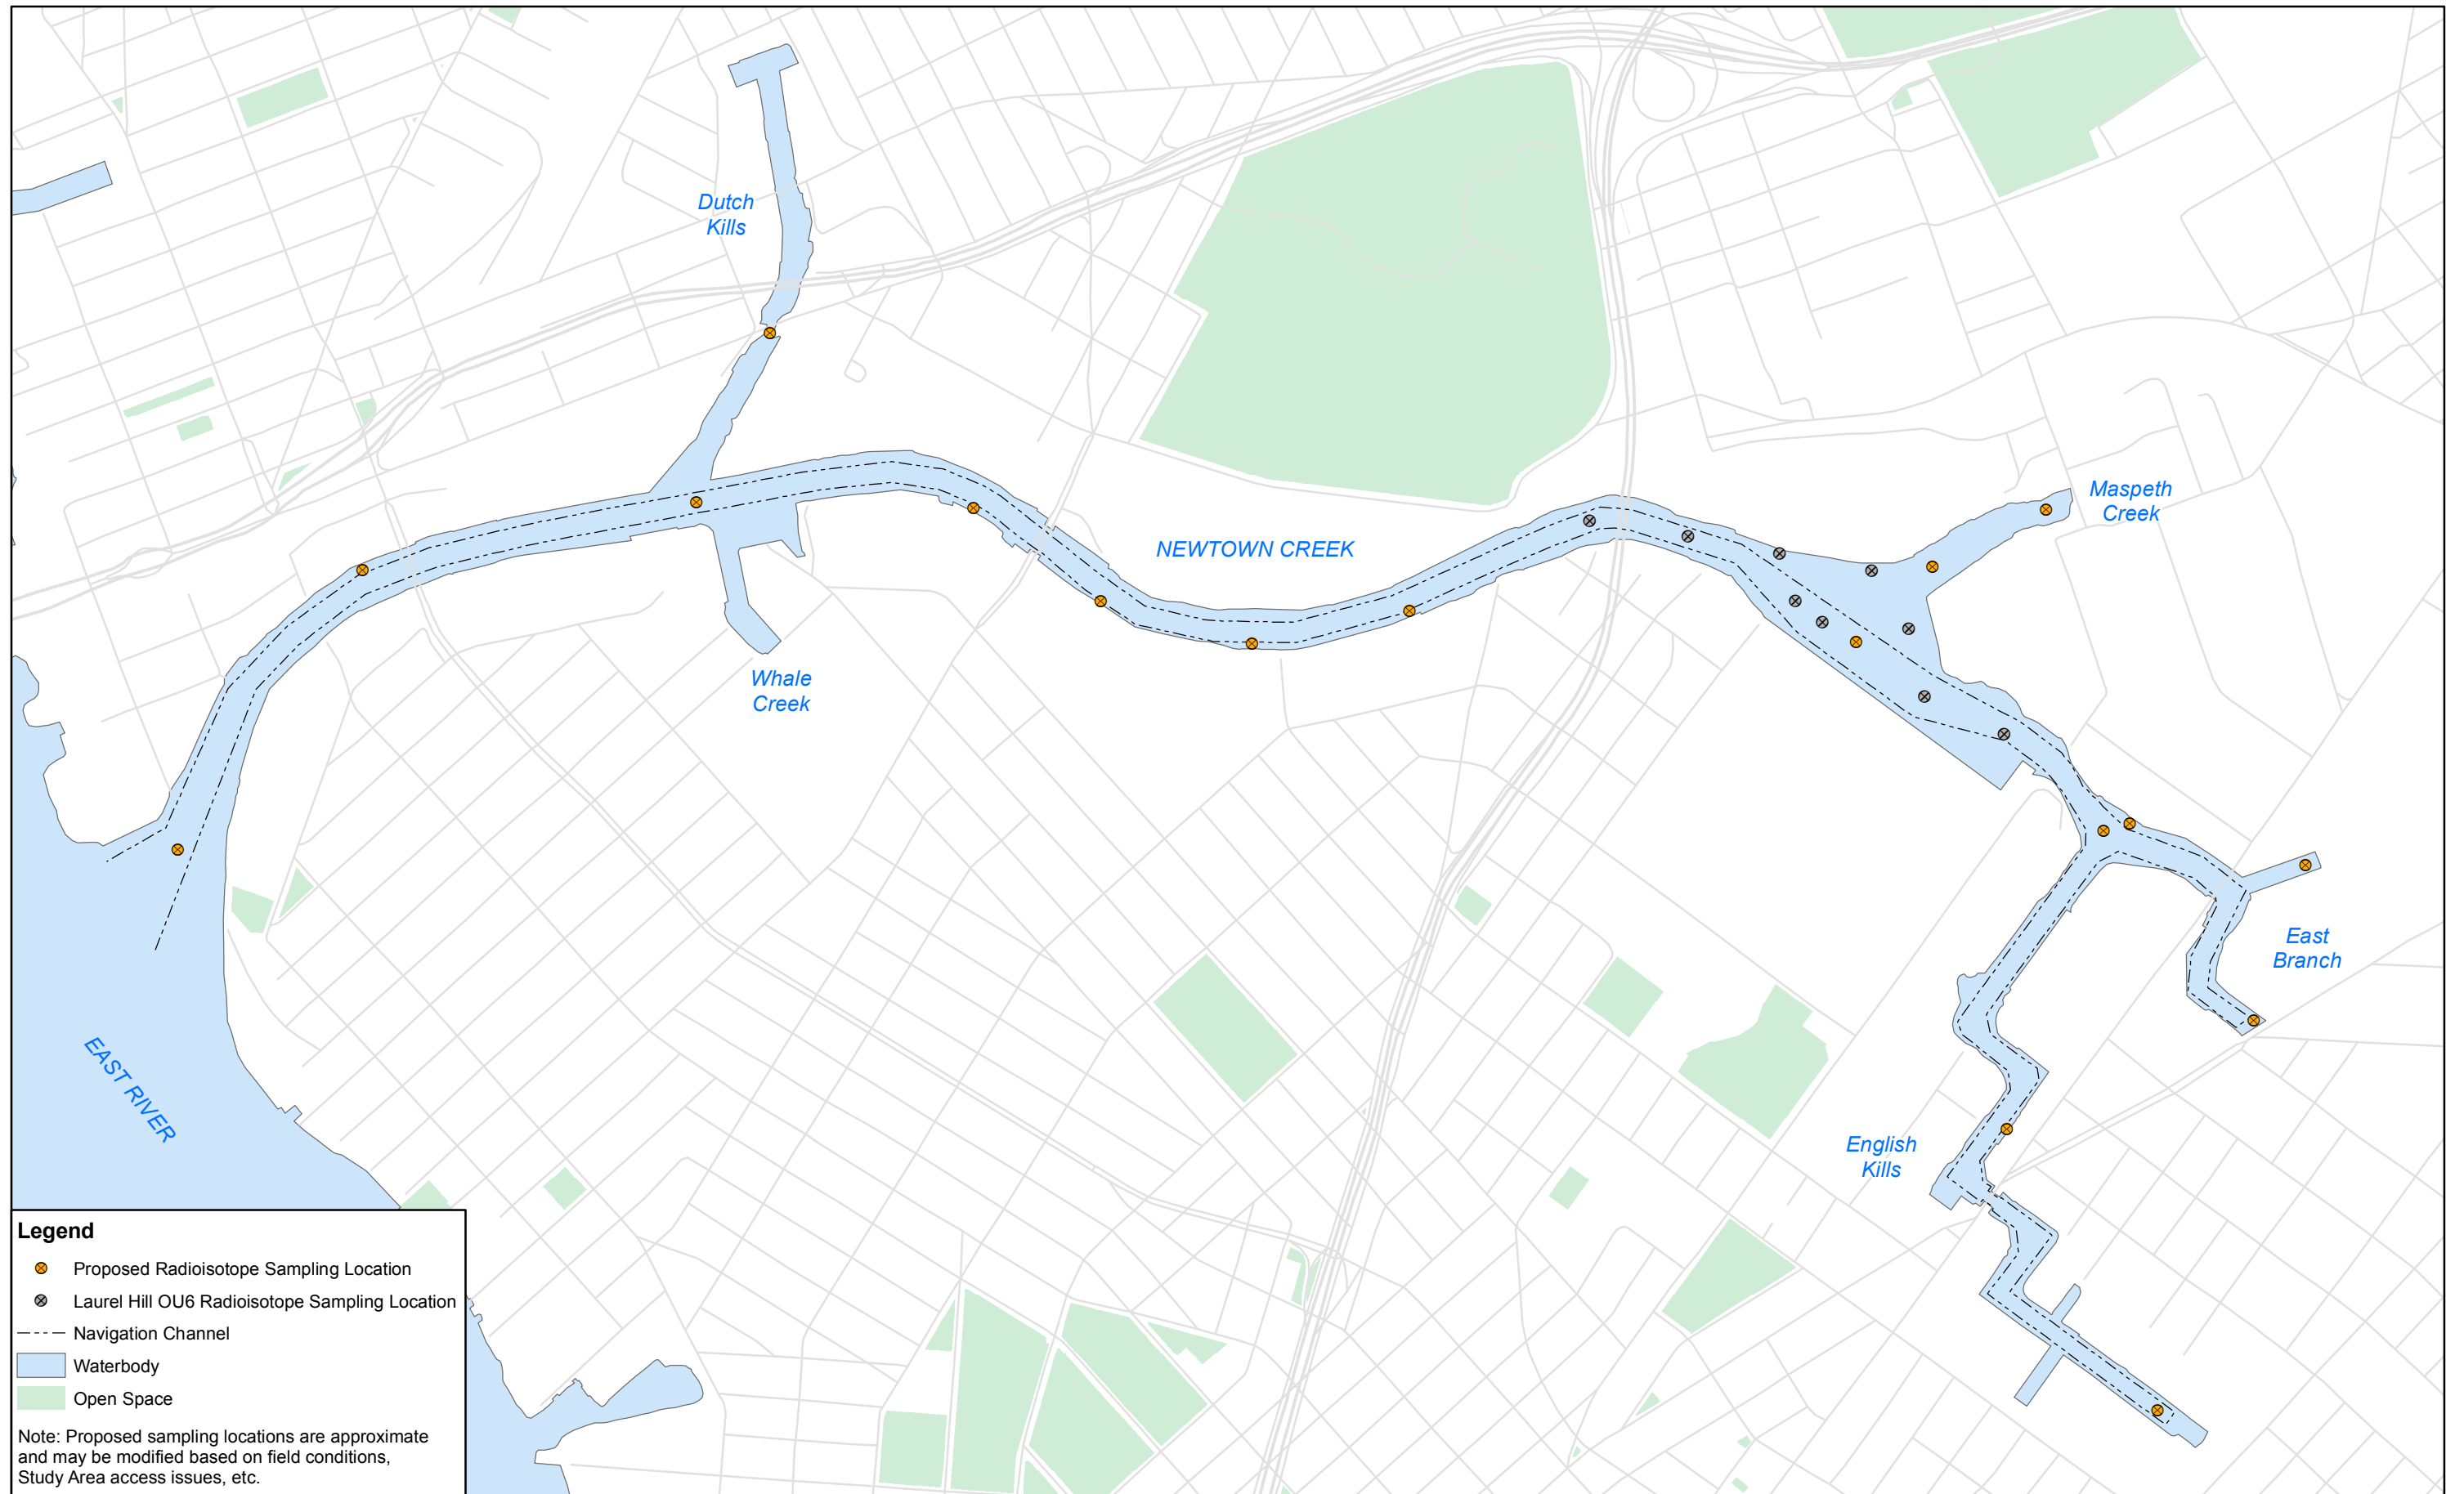 Dutch
Kills
Maspeth
Creek
NEWTOWN CREEK
Whale
Creek
East
Branch
EAST RIVER
English
Kills
Legend
Proposed Radioisotope Sampling Location
Laurel Hill OU6 Radioisotope Sampling Location
Navigation Channel
Waterbody
Open Space
Note: Proposed sampling locations are approximate
and may be modified based on field conditions,
Study Area access issues, etc.